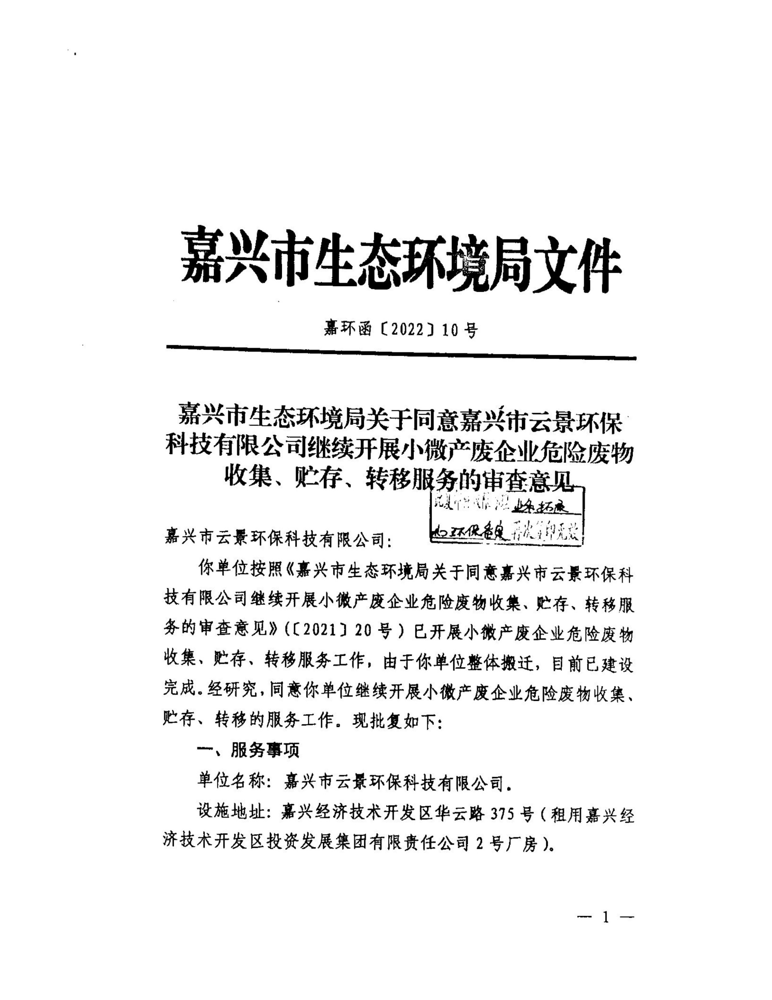 嘉兴市生态环境局文件
嘉环函〔2022〕10号
嘉兴市生态环境局关于同意嘉兴市云景环保
科技有限公司继续开展小微产废企业危险废物
收集、贮存、转移服务的审查意见
此复印
环保 再次复印无效
嘉兴市云景环保科技有限公司:
你单位按照《嘉兴市生态环境局关于同意嘉兴市云景环保科
技有限公司继续开展小微产废企业危险废物收集、贮存、转移服
务的审查意见》(〔2021〕20号)已开展小微产废企业危险废物
收集、贮存、转移服务工作,由于你单位整体搬迁,目前已建设
完成。经研究,同意你单位继续开展小微产废企业危险废物收集、
贮存、转移的服务工作。现批复如下:
一、服务事项
单位名称:嘉兴市云景环保科技有限公司.
设施地址:嘉兴经济技术开发区华云路375号(租用嘉兴经
济技术开发区投资发展集团有限责任公司2号厂房)。
— 1 —